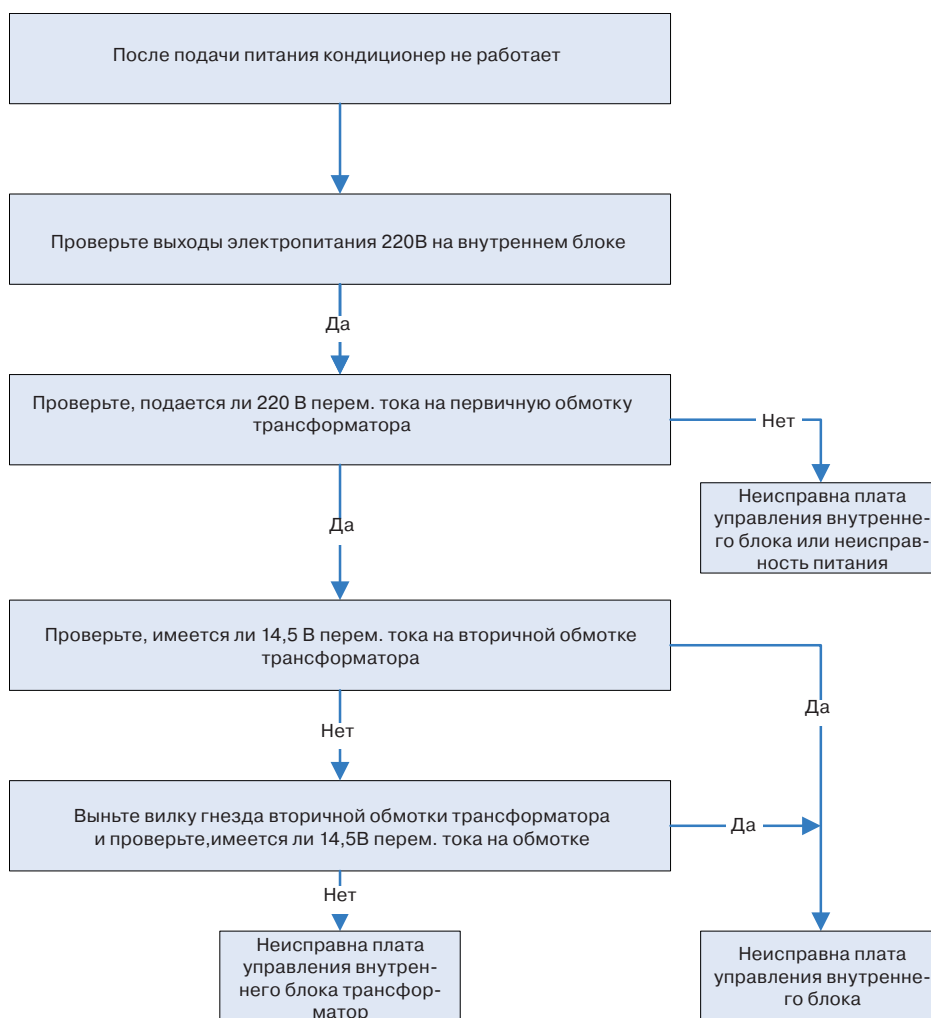 После подачи питания кондиционер не работает
Проверьте выходы электропитания 220В на внутреннем блоке
Да
Проверьте, подается ли 220 В перем. тока на первичную обмотку
трансформатора
Нет
Неисправна плата
управления внутренне-
го блока или неисправ-
ность питания
Да
Проверьте, имеется ли 14,5 В перем. тока на вторичной обмотке
трансформатора
Да
Нет
Выньте вилку гнезда вторичной обмотки трансформатора
и проверьте,имеется ли 14,5В перем. тока на обмотке
Да
Нет
Неисправна плата
управления внутрен-
него блока трансфор-
матор
Неисправна плата
управления внутренне-
го блока